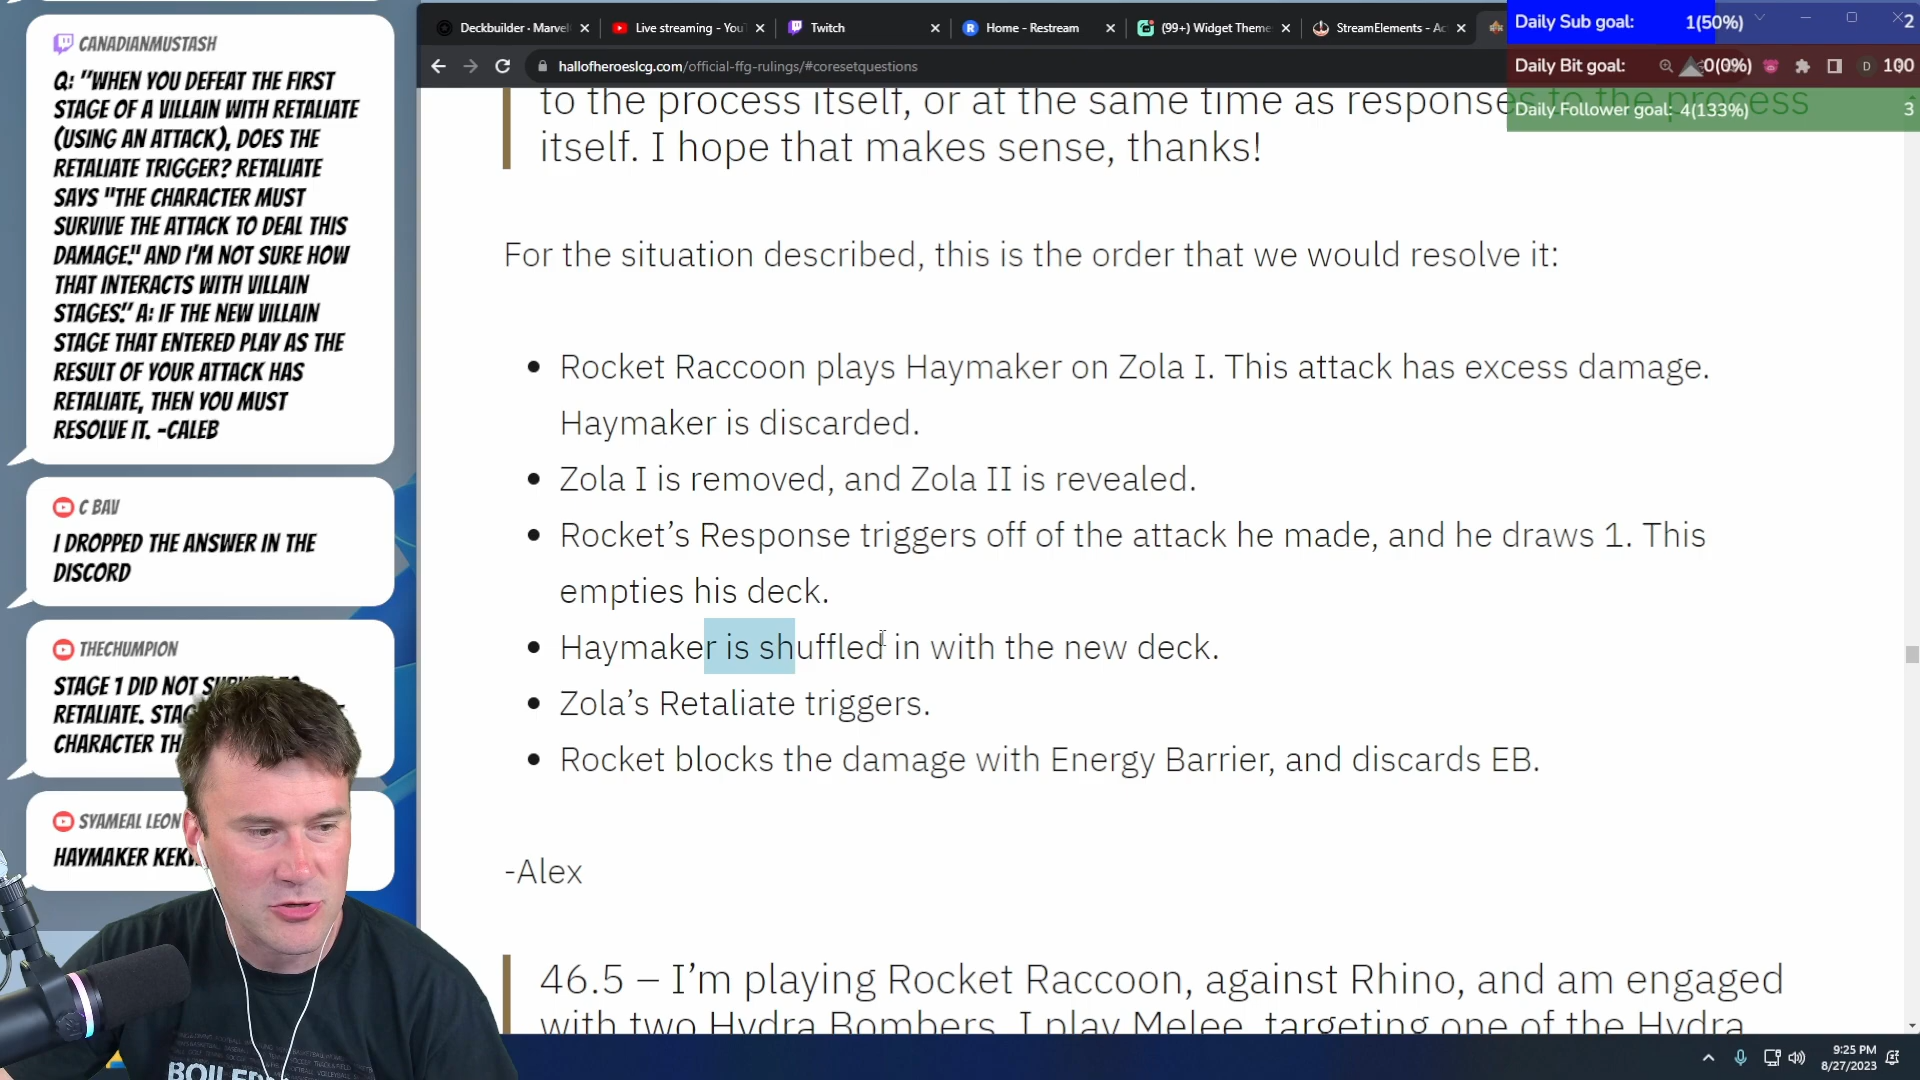 CANADIANMUSTASH
Q: "WHEN YOU DEFEAT THE FIRST
STAGE OF A VILLAIN WITH RETALIATE
(USING AN ATTACK), DOES THE
RETALIATE TRIGGER? RETALIATE
SAYS "THE CHARACTER MUST
SURVIVE THE ATTACK TO DEAL THIS
DAMAGE." AND I'M NOT SURE HOW
THAT INTERACTS WITH VILLAIN
STAGES." A: IF THE NEW VILLAIN
STAGE THAT ENTERED PLAY AS THE
RESULT OF YOUR ATTACK HAS
RETALIATE, THEN YOU MUST
RESOLVE IT. -CALEB
C BAV
I DROPPED THE ANSWER IN THE
DISCORD
THECHUMPION
STAGE 1 DID NOT
RETALIATE.
CHARACTER
SYAMEAL LEON
HAYMAKER
Deckbuilder · Marvel
Live streaming - YouT
Twitch
Home - Restream
(99+) Widget Theme
StreamElements - Ac
hallofheroeslcg.com/official-ffg-rulings/#coresetquestions
Daily Sub goal: 1(50%) 2
Daily Bit goal: 0(0%) 100
Daily Follower goal: 4(133%) 3
to the process itself, or at the same time as responses to the process
itself. I hope that makes sense, thanks!
For the situation described, this is the order that we would resolve it:
• Rocket Raccoon plays Haymaker on Zola I. This attack has excess damage.
Haymaker is discarded.
• Zola I is removed, and Zola II is revealed.
• Rocket's Response triggers off of the attack he made, and he draws 1. This
empties his deck.
• Haymaker is shuffled in with the new deck.
• Zola's Retaliate triggers.
• Rocket blocks the damage with Energy Barrier, and discards EB.
-Alex
46.5 – I'm playing Rocket Raccoon, against Rhino, and am engaged
with two Hydra Bombers. I play Melee, targeting one of the Hydra
D
9:25 PM
8/27/2023